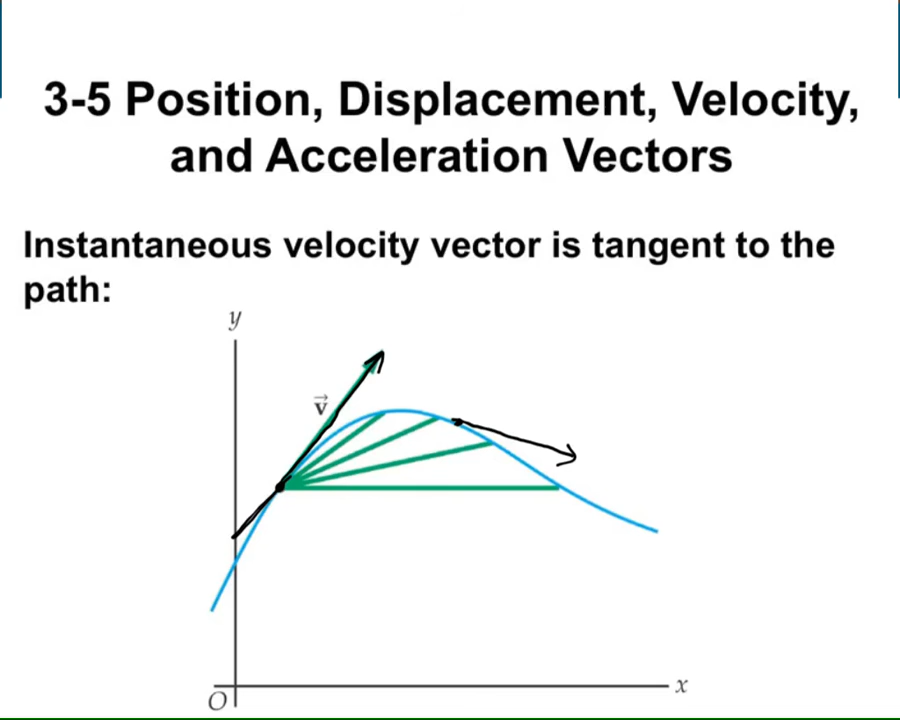 3-5 Position, Displacement, Velocity,
and Acceleration Vectors
Instantaneous velocity vector is tangent to the
path:
y
v⃗
x
O